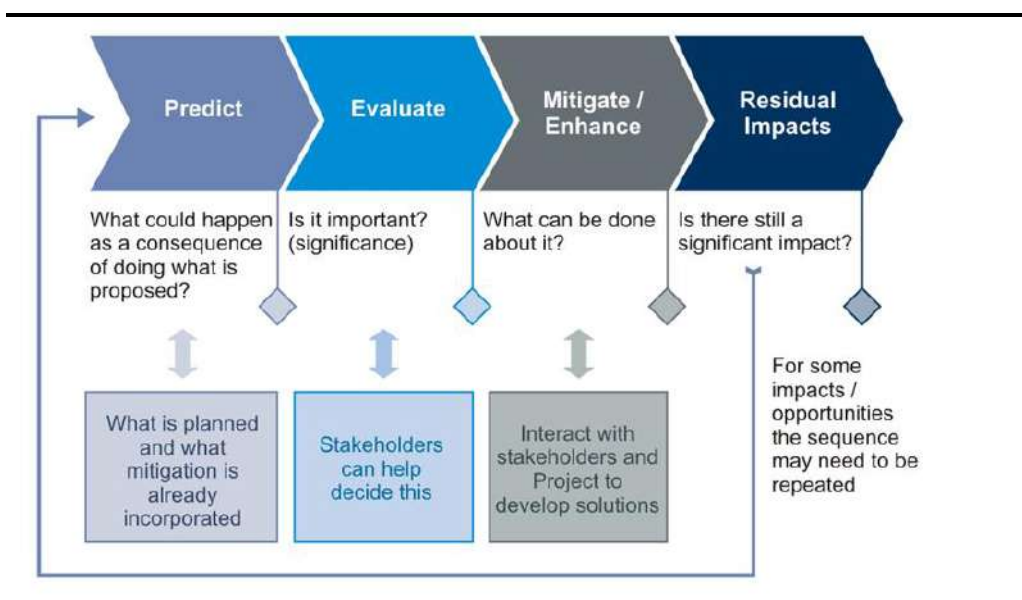 Predict
Evaluate
Mitigate /
Enhance
Residual
Impacts
What could happen
as a consequence
of doing what is
proposed?
Is it important?
(significance)
What can be done
about it?
Is there still a
significant impact?
What is planned
and what
mitigation is
already
incorporated
Stakeholders
can help
decide this
Interact with
stakeholders and
Project to
develop solutions
For some
impacts /
opportunities
the sequence
may need to be
repeated